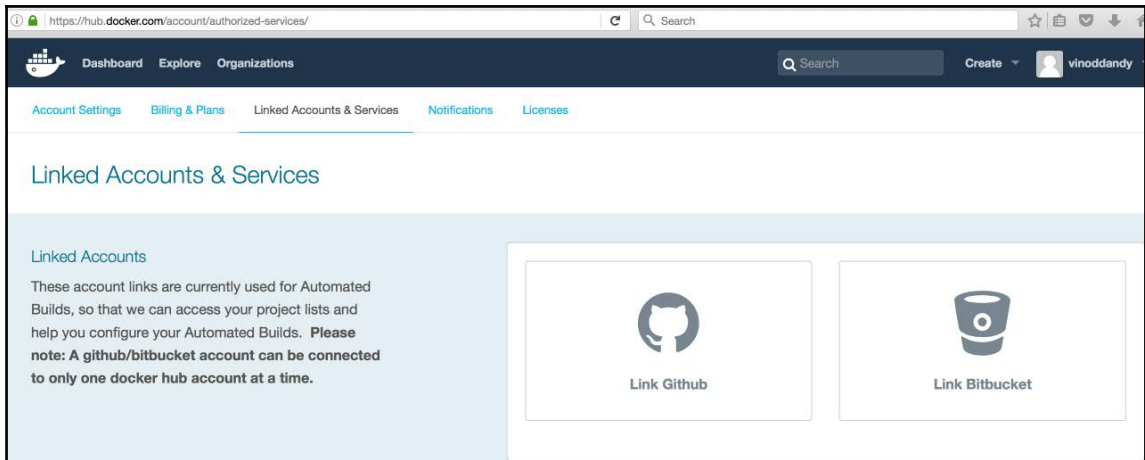 https://hub.docker.com/account/authorized-services/ Search
Dashboard Explore Organizations Search Create vinoddandy
Account Settings Billing & Plans Linked Accounts & Services Notifications Licenses
Linked Accounts & Services
Linked Accounts
These account links are currently used for Automated
Builds, so that we can access your project lists and
help you configure your Automated Builds. Please
note: A github/bitbucket account can be connected
to only one docker hub account at a time.
Link Github Link Bitbucket